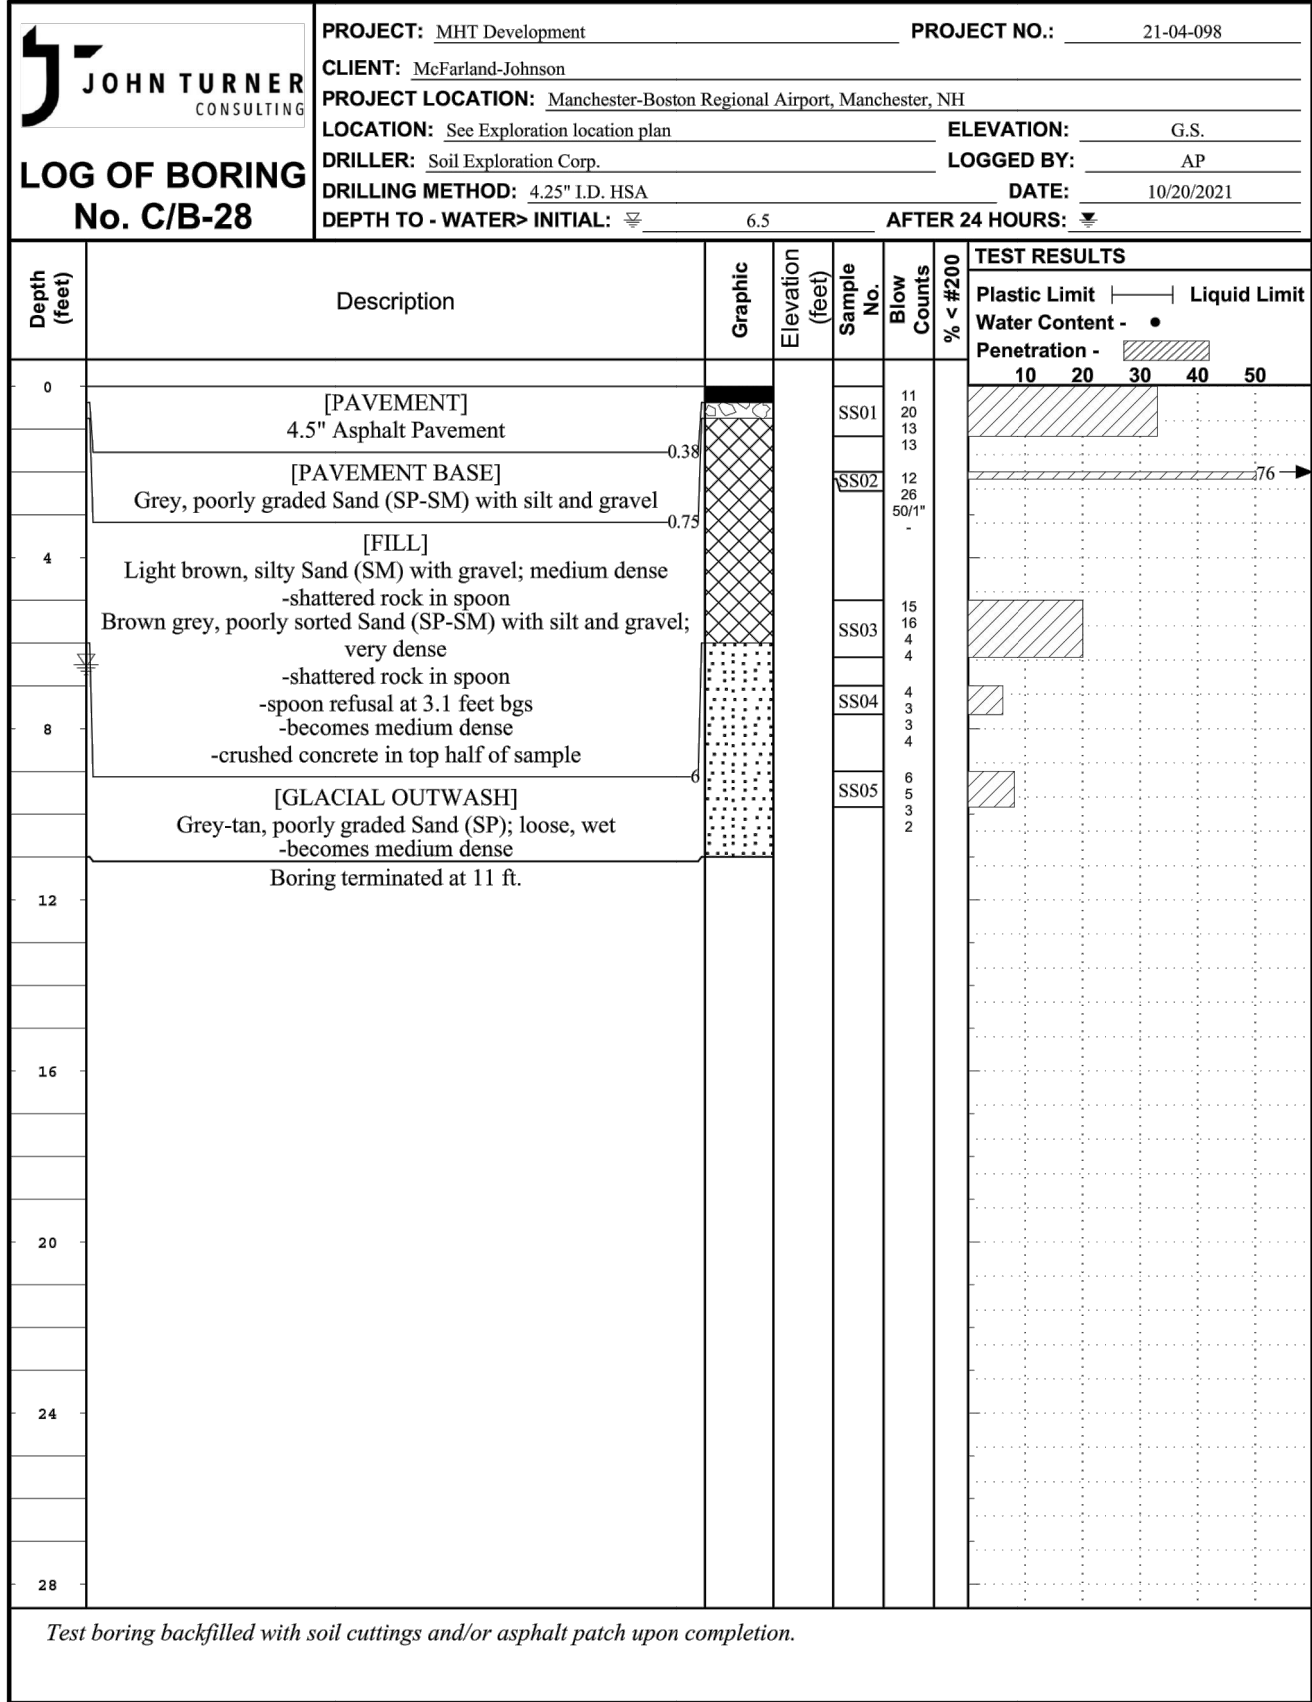 JOHN TURNER
CONSULTING
LOG OF BORING
No. C/B-28
PROJECT: MHT Development PROJECT NO.: 21-04-098
CLIENT: McFarland-Johnson
PROJECT LOCATION: Manchester-Boston Regional Airport, Manchester, NH
LOCATION: See Exploration location plan ELEVATION: G.S.
DRILLER: Soil Exploration Corp. LOGGED BY: AP
DRILLING METHOD: 4.25" I.D. HSA DATE: 10/20/2021
DEPTH TO - WATER> INITIAL: 6.5 AFTER 24 HOURS:
Depth
(feet)
Description
Graphic
Elevation
(feet)
Sample
No.
Blow
Counts
% < #200
TEST RESULTS
Plastic Limit Liquid Limit
Water Content -
Penetration -
10 20 30 40 50
0
4
8
12
16
20
24
28
[PAVEMENT]
4.5" Asphalt Pavement
0.38
[PAVEMENT BASE]
Grey, poorly graded Sand (SP-SM) with silt and gravel
0.75
[FILL]
Light brown, silty Sand (SM) with gravel; medium dense
-shattered rock in spoon
Brown grey, poorly sorted Sand (SP-SM) with silt and gravel;
very dense
-shattered rock in spoon
-spoon refusal at 3.1 feet bgs
-becomes medium dense
-crushed concrete in top half of sample
6
[GLACIAL OUTWASH]
Grey-tan, poorly graded Sand (SP); loose, wet
-becomes medium dense
Boring terminated at 11 ft.
SS01
11
20
13
13
SS02
12
26
50/1"
-
76
SS03
15
16
4
4
SS04
4
3
3
4
SS05
6
5
3
2
Test boring backfilled with soil cuttings and/or asphalt patch upon completion.